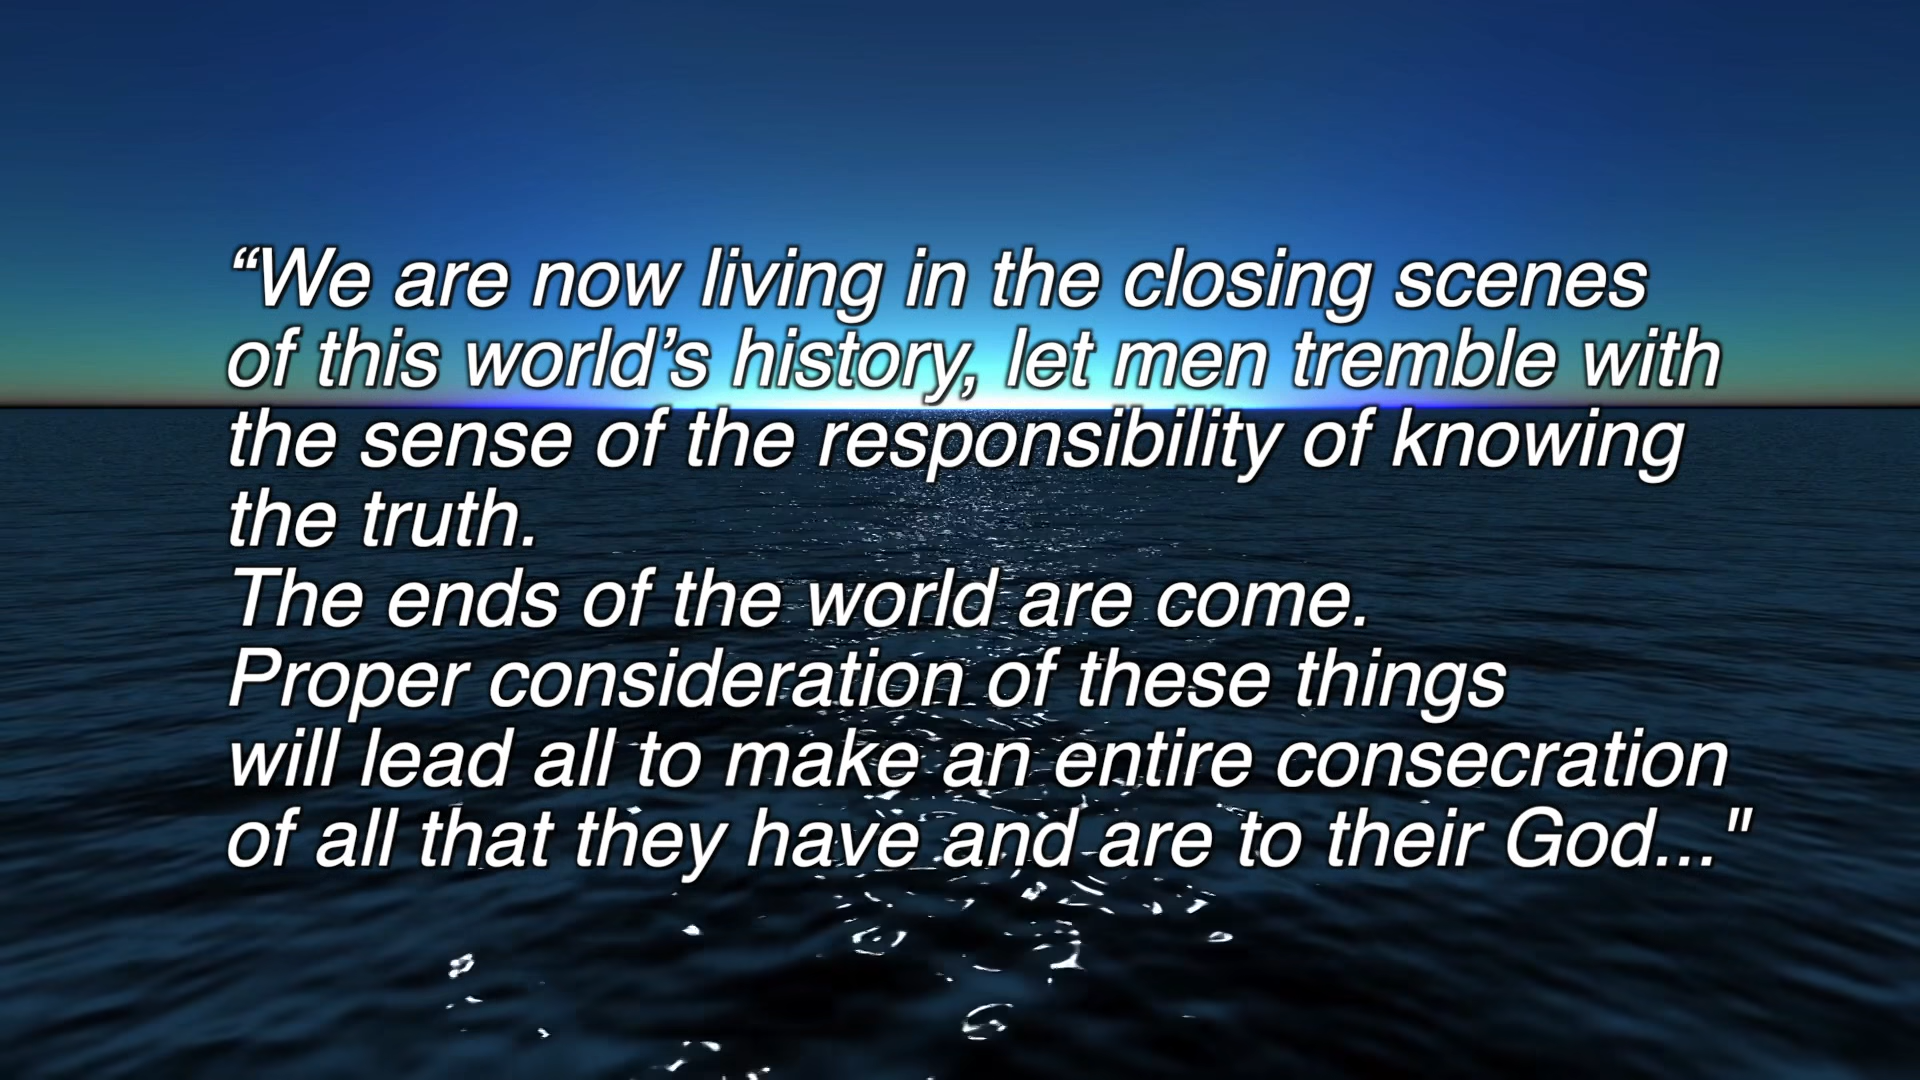 “We are now living in the closing scenes
of this world’s history, let men tremble with
the sense of the responsibility of knowing
the truth.
The ends of the world are come.
Proper consideration of these things
will lead all to make an entire consecration
of all that they have and are to their God..."